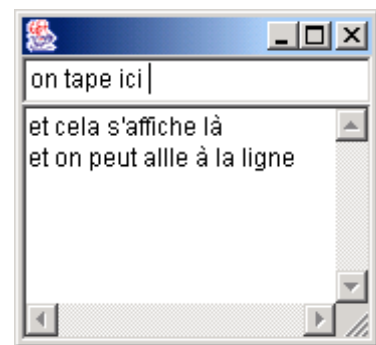 on tape ici
et cela s'affiche là
et on peut allle à la ligne